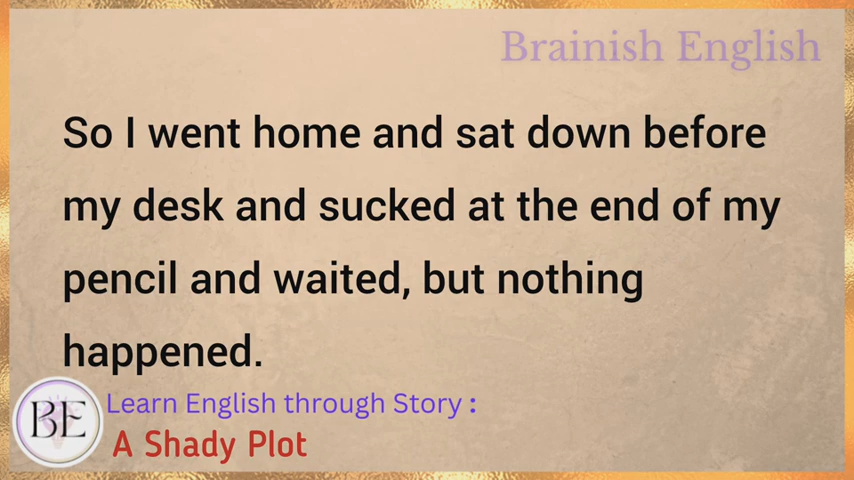 Brainish English
So I went home and sat down before
my desk and sucked at the end of my
pencil and waited, but nothing
happened.
BE
Learn English through Story :
A Shady Plot